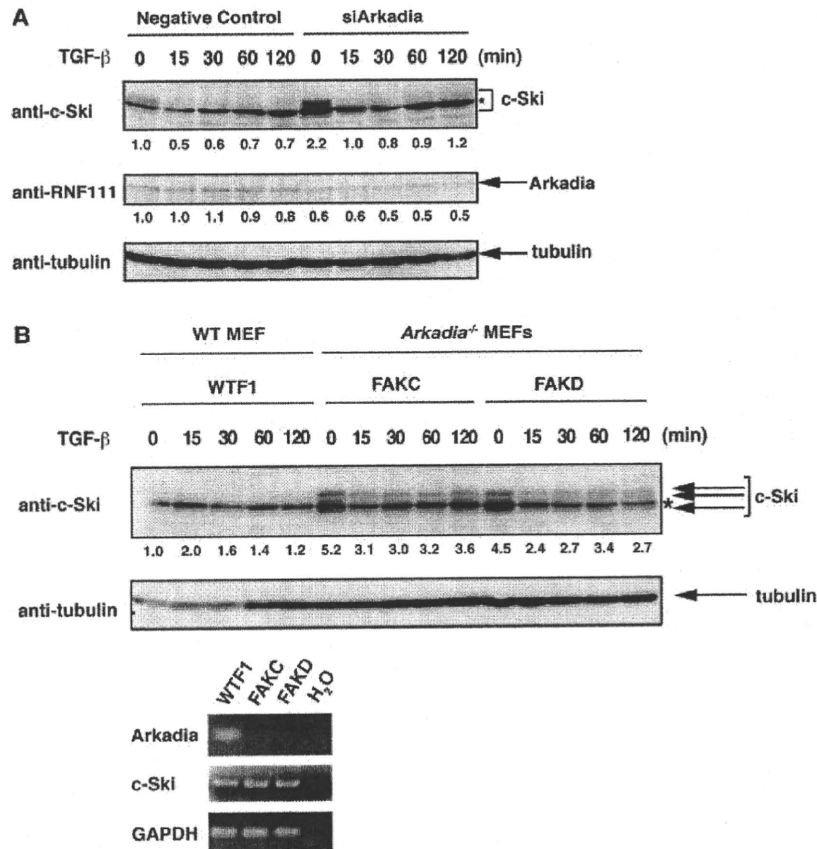 A
Negative Control siArkadia
TGF-β 0 15 30 60 120 0 15 30 60 120 (min)
anti-c-Ski * c-Ski
1.0 0.5 0.6 0.7 0.7 2.2 1.0 0.8 0.9 1.2
anti-RNF111 Arkadia
1.0 1.0 1.1 0.9 0.8 0.6 0.6 0.5 0.5 0.5
anti-tubulin tubulin
B
WT MEF Arkadia-/- MEFs
WTF1 FAKC FAKD
TGF-β 0 15 30 60 120 0 15 30 60 120 0 15 30 60 120 (min)
anti-c-Ski * c-Ski
1.0 2.0 1.6 1.4 1.2 5.2 3.1 3.0 3.2 3.6 4.5 2.4 2.7 3.4 2.7
anti-tubulin tubulin
WTF1 FAKC FAKD H2O
Arkadia
c-Ski
GAPDH